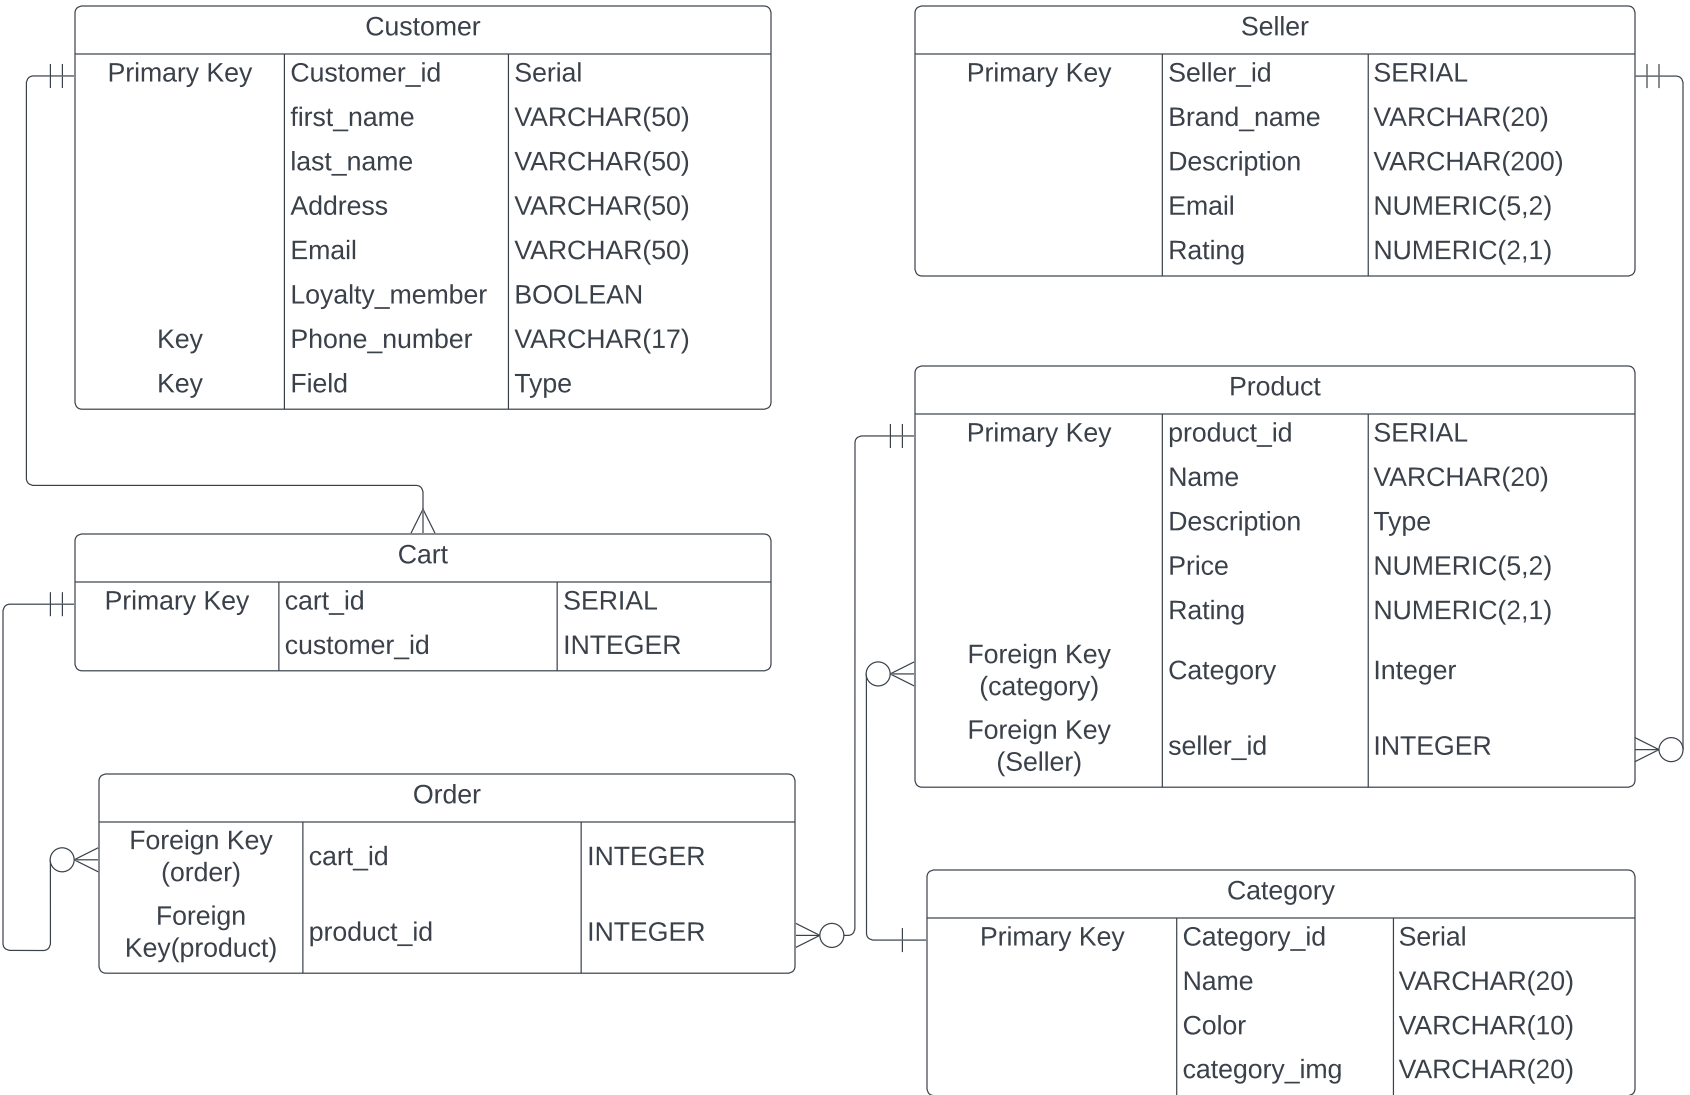 Customer
Primary Key Customer_id Serial
first_name VARCHAR(50)
last_name VARCHAR(50)
Address VARCHAR(50)
Email VARCHAR(50)
Loyalty_member BOOLEAN
Key Phone_number VARCHAR(17)
Key Field Type
Seller
Primary Key Seller_id SERIAL
Brand_name VARCHAR(20)
Description VARCHAR(200)
Email NUMERIC(5,2)
Rating NUMERIC(2,1)
Cart
Primary Key cart_id SERIAL
customer_id INTEGER
Product
Primary Key product_id SERIAL
Name VARCHAR(20)
Description Type
Price NUMERIC(5,2)
Rating NUMERIC(2,1)
Foreign Key
(category) Category Integer
Foreign Key
(Seller) seller_id INTEGER
Order
Foreign Key
(order) cart_id INTEGER
Foreign
Key(product) product_id INTEGER
Category
Primary Key Category_id Serial
Name VARCHAR(20)
Color VARCHAR(10)
category_img VARCHAR(20)